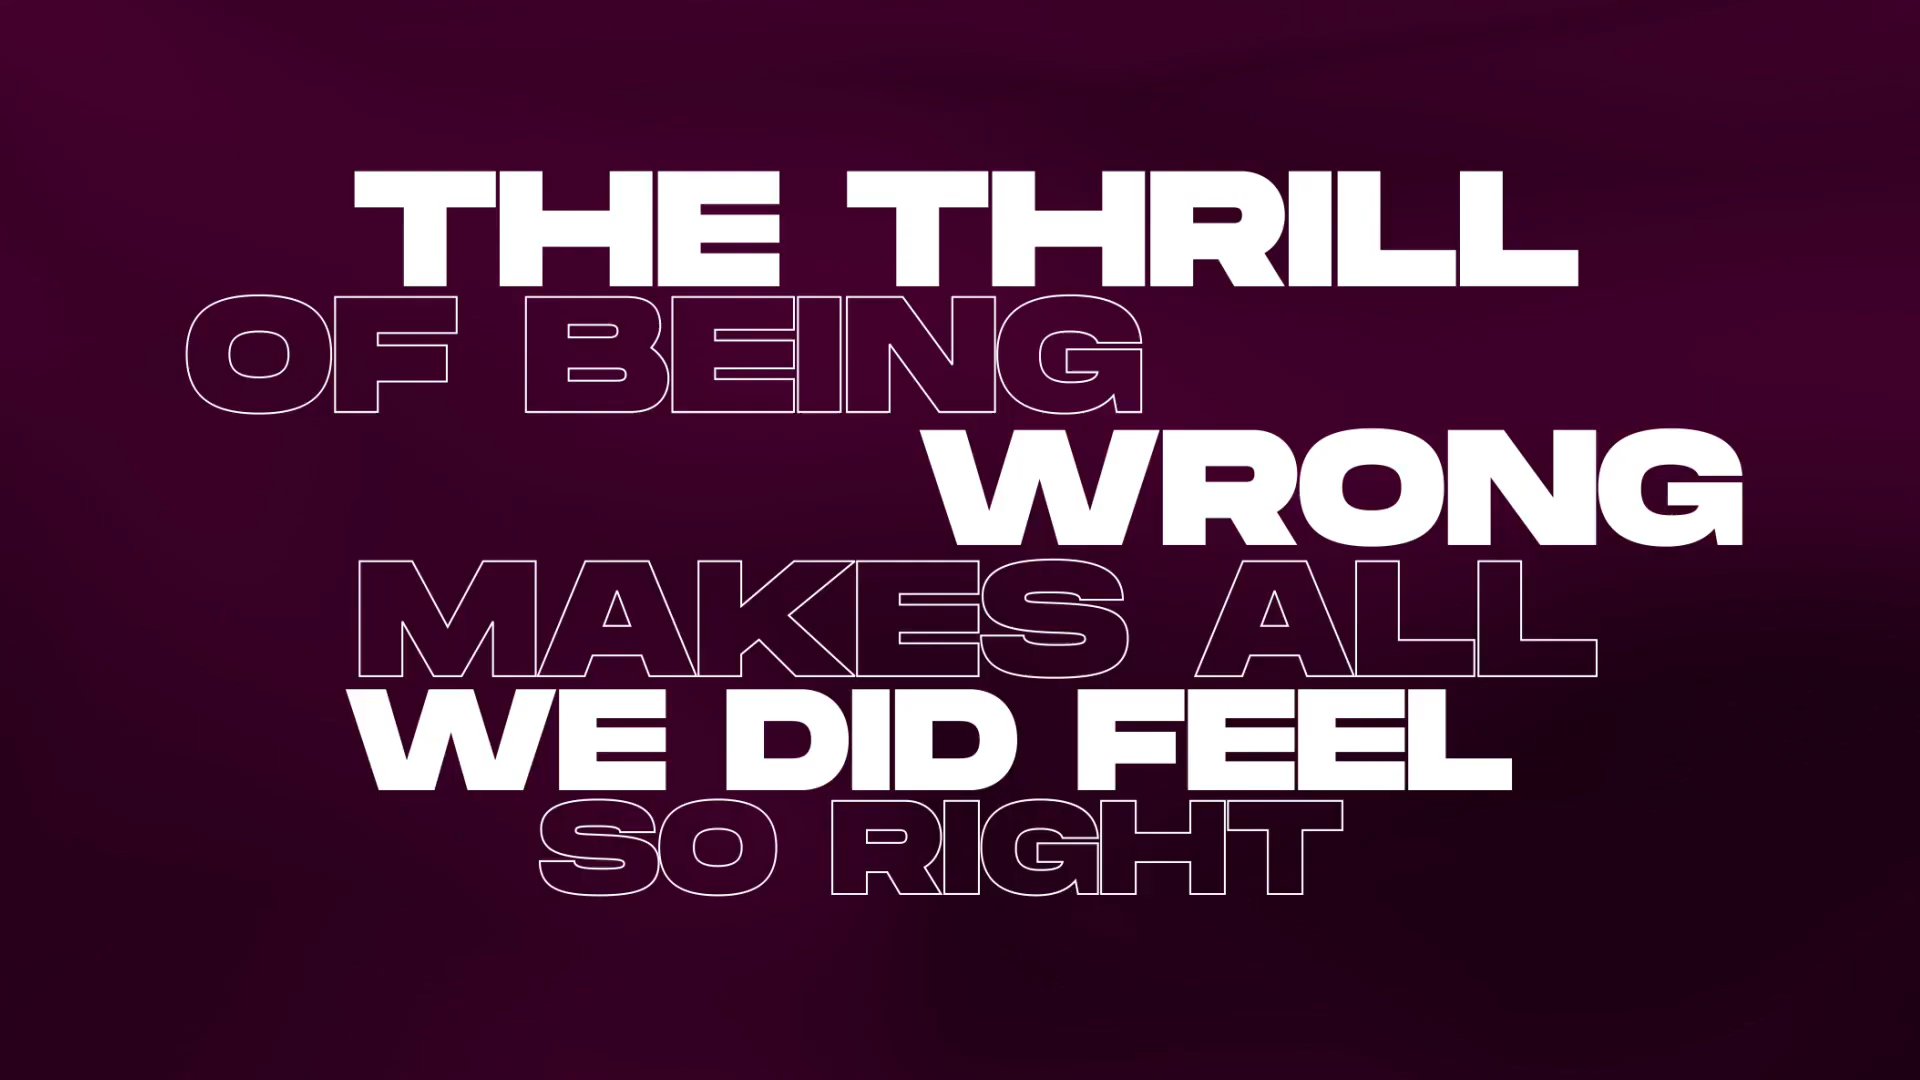 THE THRILL
OF BEING
WRONG
MAKES ALL
WE DID FEEL
SO RIGHT